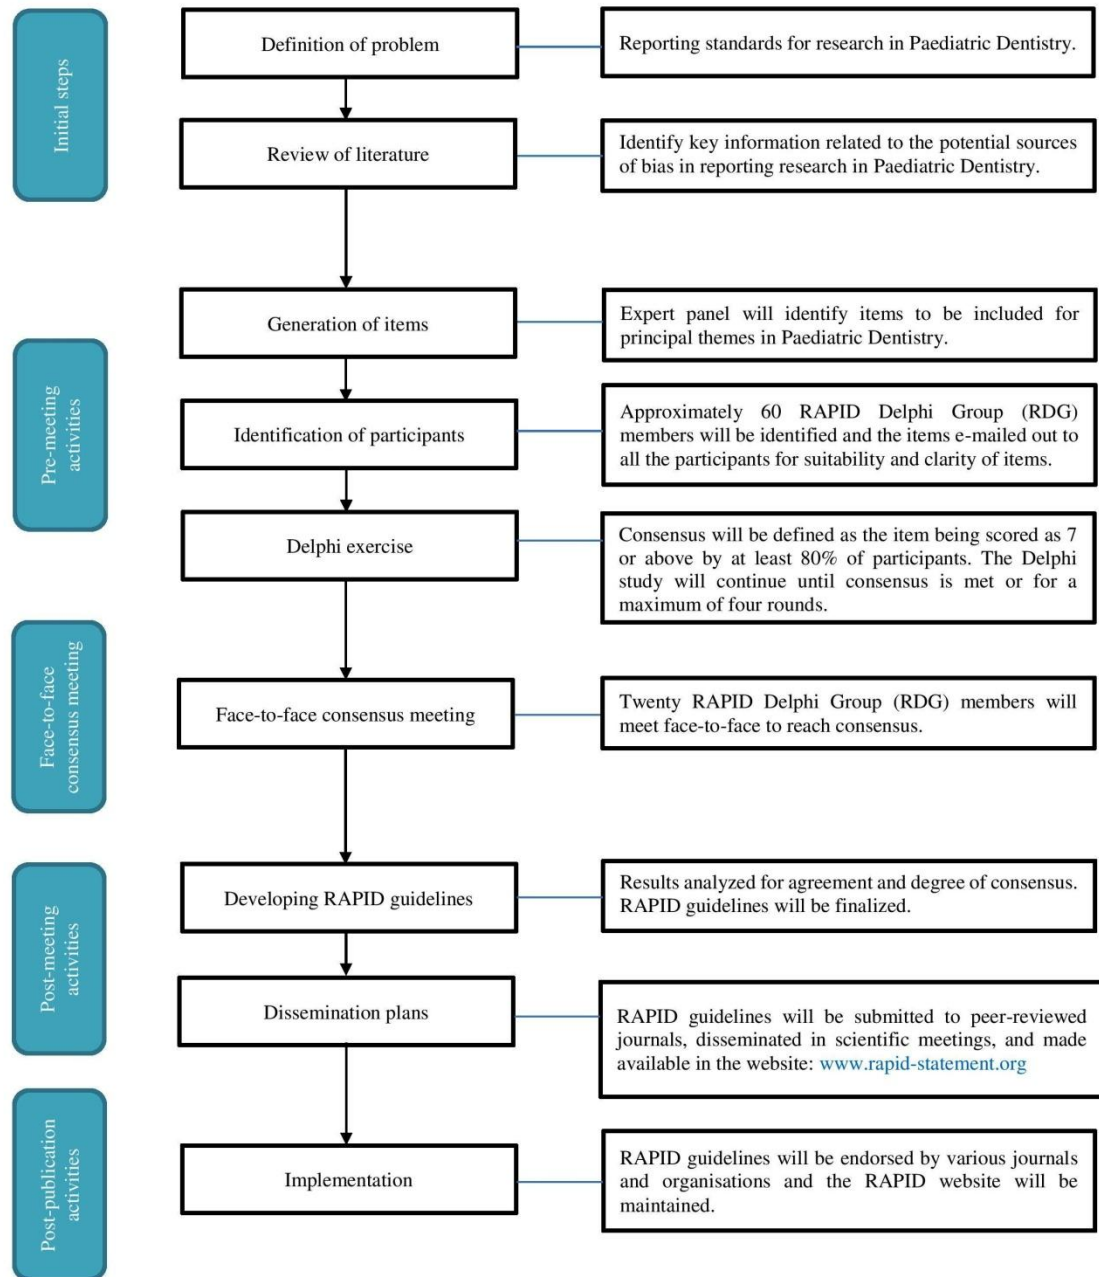 Initial steps
Definition of problem
Reporting standards for research in Paediatric Dentistry.
Review of literature
Identify key information related to the potential sources
of bias in reporting research in Paediatric Dentistry.
Pre-meeting
activities
Generation of items
Expert panel will identify items to be included for
principal themes in Paediatric Dentistry.
Identification of participants
Approximately 60 RAPID Delphi Group (RDG)
members will be identified and the items e-mailed out to
all the participants for suitability and clarity of items.
Delphi exercise
Consensus will be defined as the item being scored as 7
or above by at least 80% of participants. The Delphi
study will continue until consensus is met or for a
maximum of four rounds.
Face-to-face
consensus meeting
Face-to-face consensus meeting
Twenty RAPID Delphi Group (RDG) members will
meet face-to-face to reach consensus.
Post-meeting
activities
Developing RAPID guidelines
Results analyzed for agreement and degree of consensus.
RAPID guidelines will be finalized.
Dissemination plans
RAPID guidelines will be submitted to peer-reviewed
journals, disseminated in scientific meetings, and made
available in the website: www.rapid-statement.org
Post-publication
activities
Implementation
RAPID guidelines will be endorsed by various journals
and organisations and the RAPID website will be
maintained.